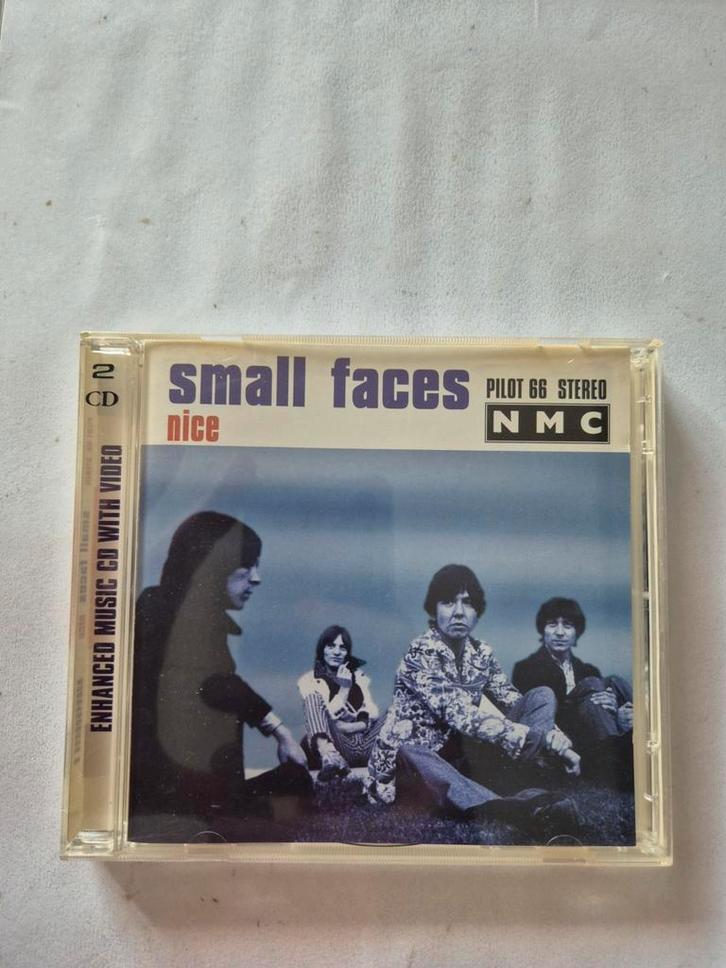 2
CD
ENHANCED MUSIC CD WITH VIDEO
small faces
nice
PILOT 66 STEREO
NMC